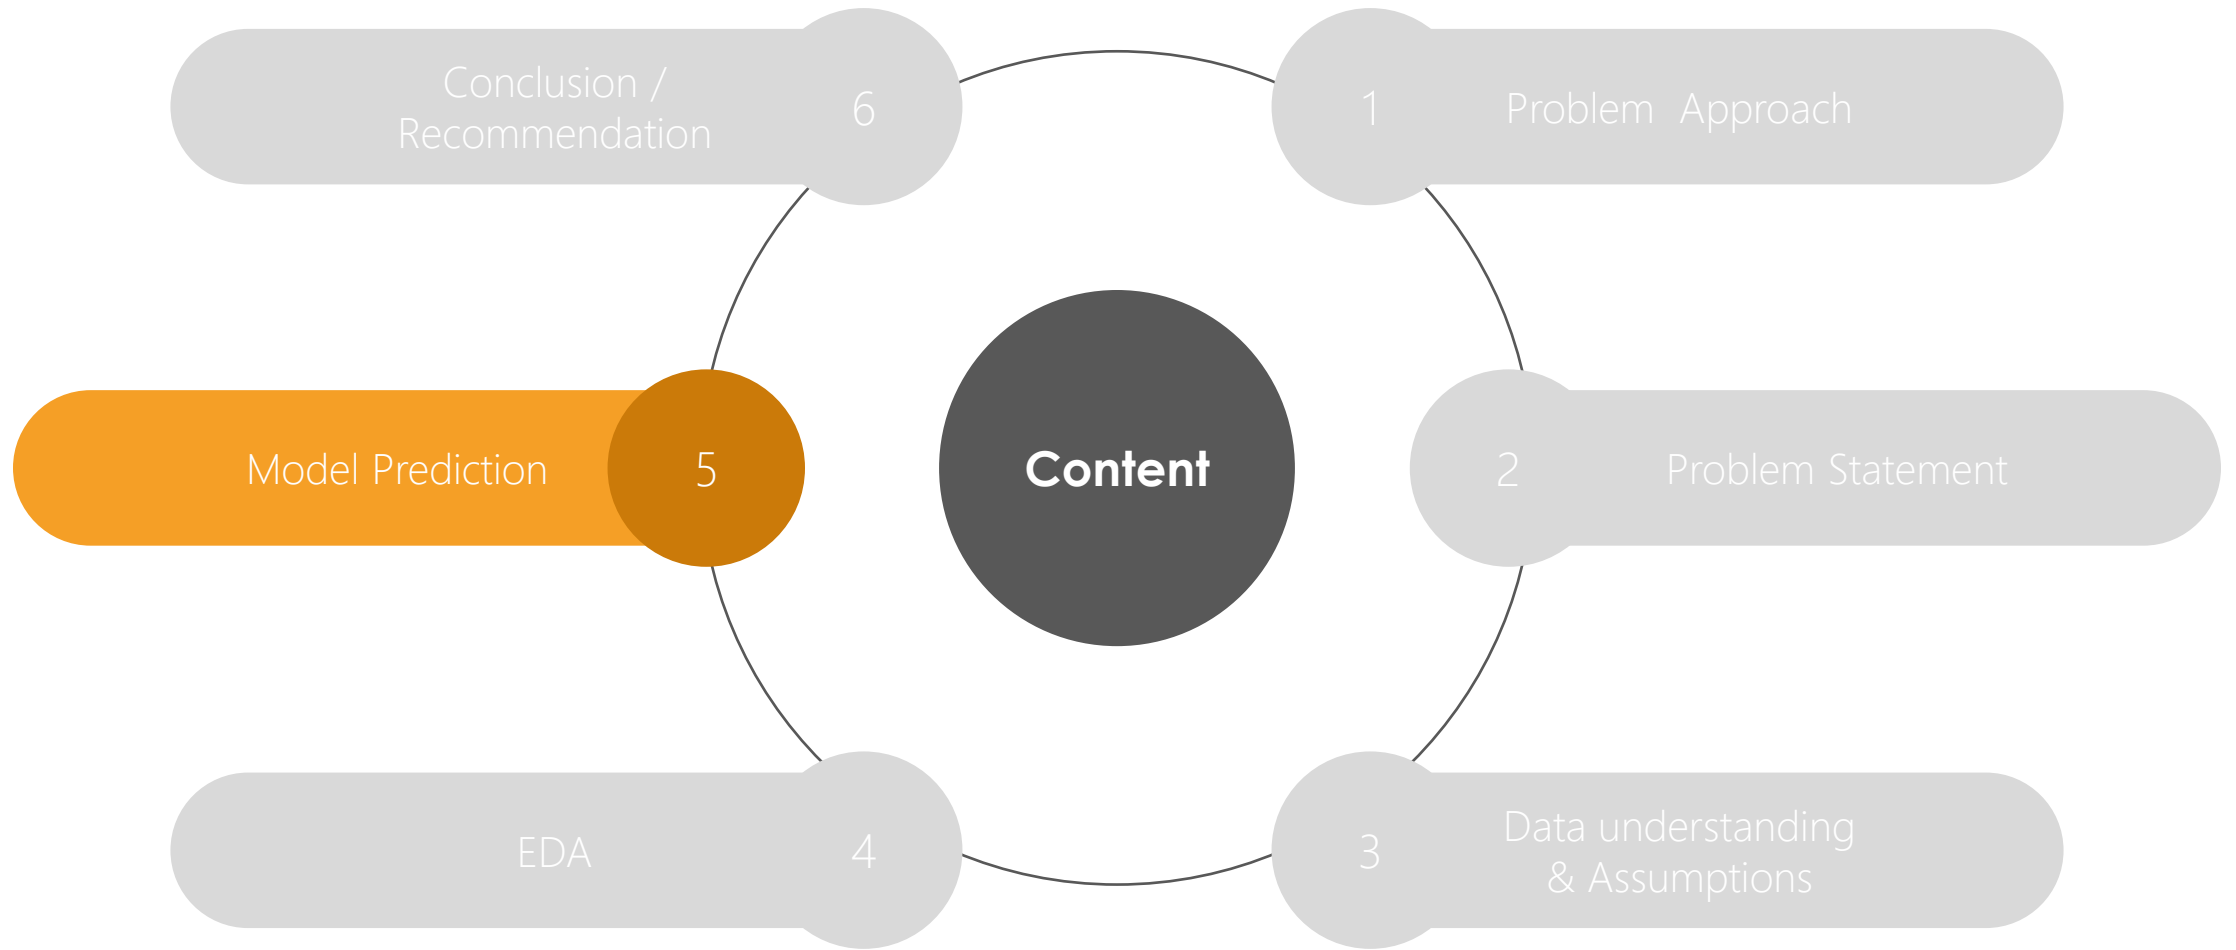 Content
1
Problem  Approach
2
Problem Statement
3
Data understanding
& Assumptions
4
EDA
5
Model Prediction
6
Conclusion /
Recommendation